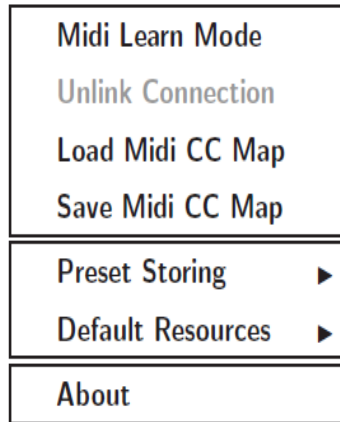 Midi Learn Mode
Unlink Connection
Load Midi CC Map
Save Midi CC Map
Preset Storing
Default Resources
About